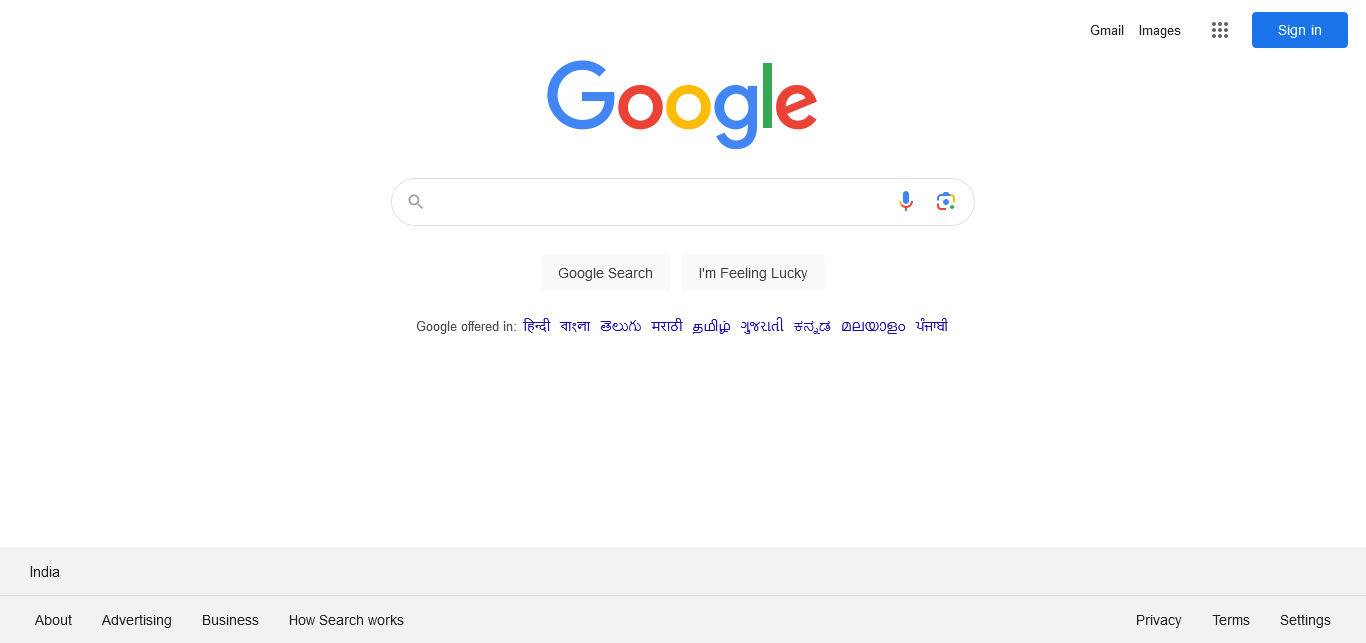 Gmail Images Sign in
Google
Google Search I'm Feeling Lucky
Google offered in: हिन्दी বাংলা తెలుగు मराठी தமிழ் ગુજરાતી ಕನ್ನಡ മലയാളം ਪੰਜਾਬੀ
India
About Advertising Business How Search works Privacy Terms Settings